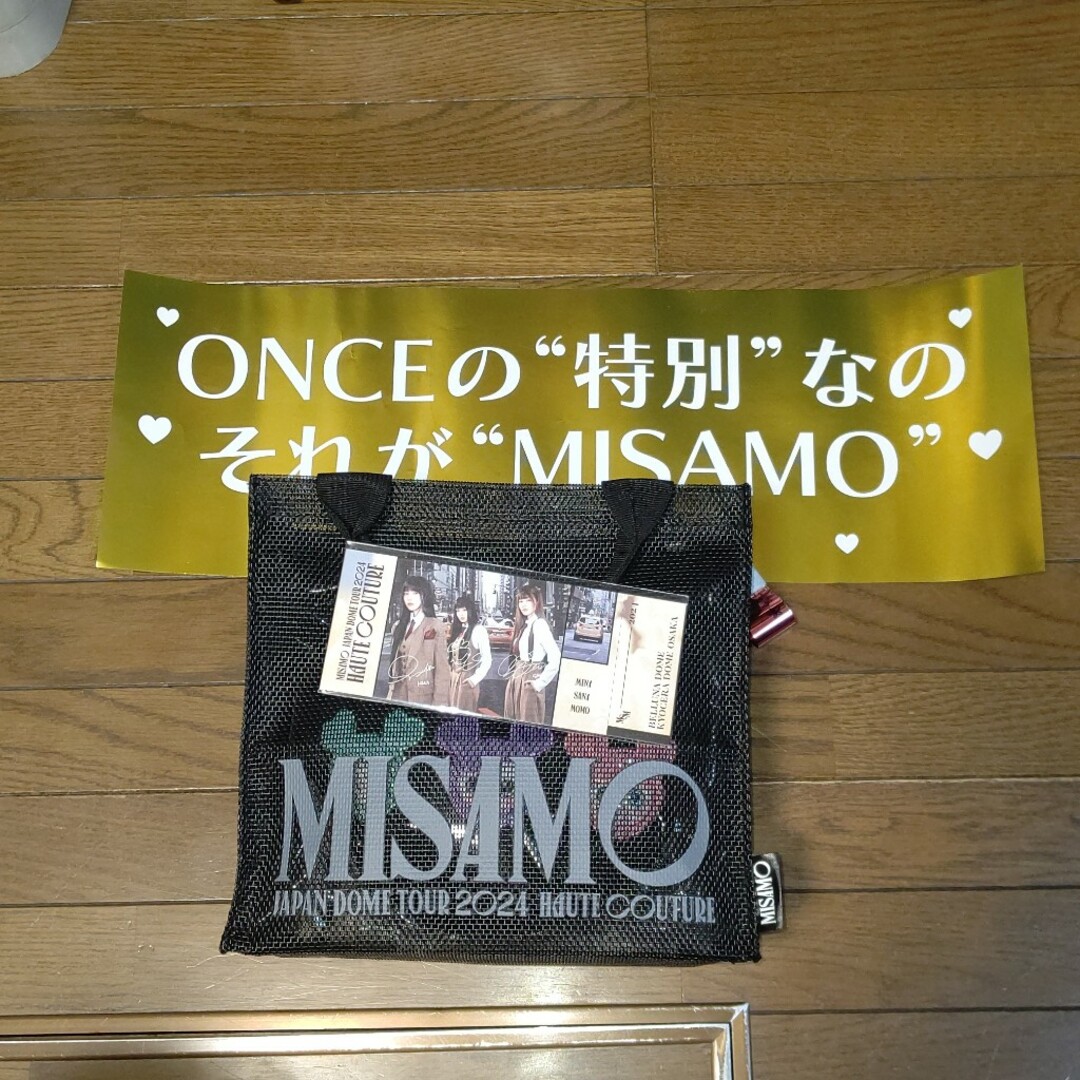 ONCEの“特別”なの
それが“MISAMO”
MISAMO JAPAN DOME TOUR 2024
HAUTE COUTURE
MINA
SANA
MOMO
2024
BELLUNA DOME
KYOCERA DOME OSAKA
MISAMO
JAPAN DOME TOUR 2024 HAUTE COUTURE
MISAMO